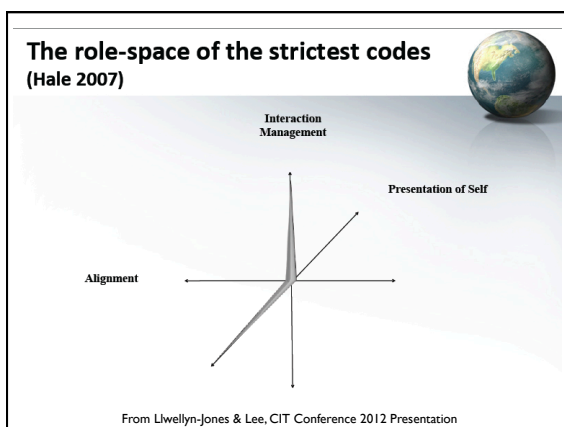 The role-space of the strictest codes
(Hale 2007)
Interaction
Management
Presentation of Self
Alignment
From Llwellyn-Jones & Lee, CIT Conference 2012 Presentation